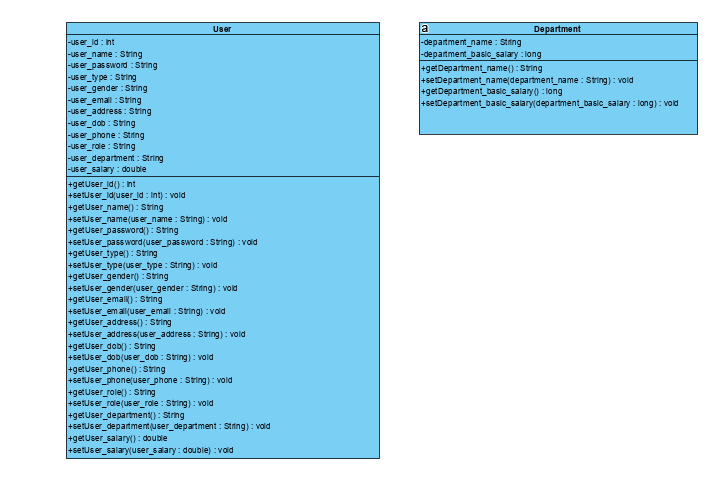 User
-user_id : int
-user_name : String
-user_password : String
-user_type : String
-user_gender : String
-user_email : String
-user_address : String
-user_dob : String
-user_phone : String
-user_role : String
-user_department : String
-user_salary : double
+getUser_id() : int
+setUser_id(user_id : int) : void
+getUser_name() : String
+setUser_name(user_name : String) : void
+getUser_password() : String
+setUser_password(user_password : String) : void
+getUser_type() : String
+setUser_type(user_type : String) : void
+getUser_gender() : String
+setUser_gender(user_gender : String) : void
+getUser_email() : String
+setUser_email(user_email : String) : void
+getUser_address() : String
+setUser_address(user_address : String) : void
+getUser_dob() : String
+setUser_dob(user_dob : String) : void
+getUser_phone() : String
+setUser_phone(user_phone : String) : void
+getUser_role() : String
+setUser_role(user_role : String) : void
+getUser_department() : String
+setUser_department(user_department : String) : void
+getUser_salary() : double
+setUser_salary(user_salary : double) : void
a
Department
-department_name : String
-department_basic_salary : long
+getDepartment_name() : String
+setDepartment_name(department_name : String) : void
+getDepartment_basic_salary() : long
+setDepartment_basic_salary(department_basic_salary : long) : void